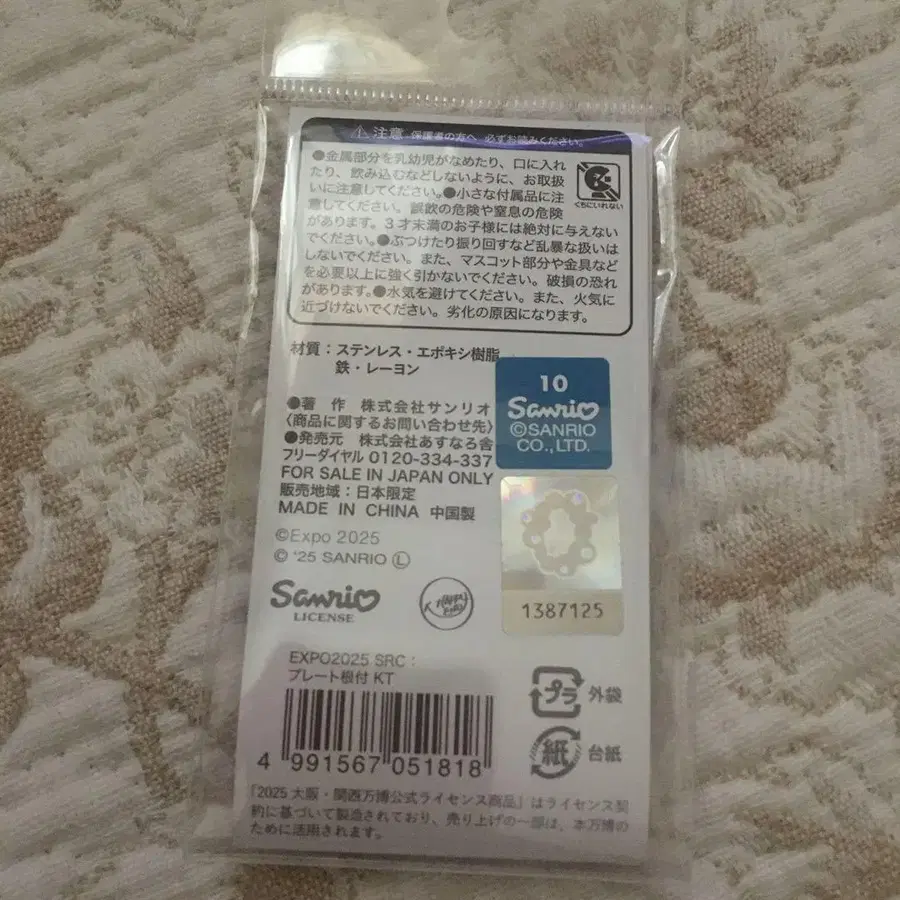 ⚠注意 保護者の方へ 必ずお読みください。
●金属部分を乳幼児がなめたり、口に入れ
たり、飲み込むなどしないように、お取扱
いに注意してください。●小さな付属品に注
意してください。誤飲の危険や窒息の危険
があります。3才未満のお子様には絶対に与えない
でください。●ぶつけたり振り回すなど乱暴な扱いは
しないでください。また、マスコット部分や金具など
を必要以上に強く引かないでください。破損の恐れ
があります。●水気を避けてください。また、火気に
近づけないでください。劣化の原因になります。
くちにいれない
材質：ステンレス・エポキシ樹脂
鉄・レーヨン
●著 作 株式会社サンリオ
〈商品に関するお問い合わせ先〉
●発売元 株式会社あすなろ舎
フリーダイヤル 0120-334-337
FOR SALE IN JAPAN ONLY
販売地域：日本限定
MADE IN CHINA 中国製
©Expo 2025
© '25 SANRIO Ⓛ
10
Sanrio
©SANRIO
CO., LTD.
1387125
Sanrio
LICENSE
EXPO2025 SRC：
プレート根付 KT
4 991567 051818
プラ 外袋
紙 台紙
「2025 大阪・関西万博公式ライセンス商品」はライセンス契
約に基づいて製造されており、売り上げの一部は、本万博の
ために活用されます。